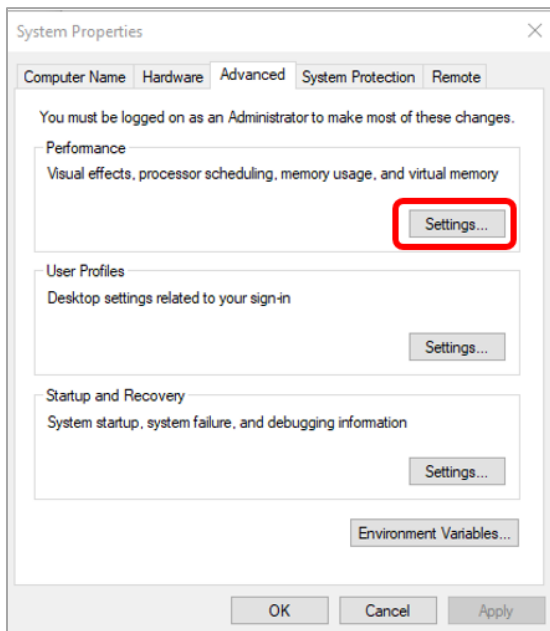 System Properties
Computer Name Hardware Advanced System Protection Remote
You must be logged on as an Administrator to make most of these changes.
Performance
Visual effects, processor scheduling, memory usage, and virtual memory
Settings...
User Profiles
Desktop settings related to your sign-in
Settings...
Startup and Recovery
System startup, system failure, and debugging information
Settings...
Environment Variables...
OK Cancel Apply